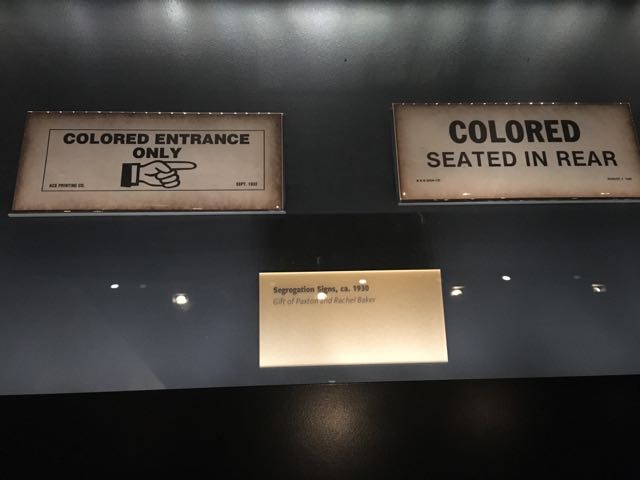 COLORED ENTRANCE
ONLY
ACE PRINTING CO.
SEPT. 1932
COLORED
SEATED IN REAR
Segregation Signs, ca. 1930
Gift of Paxton and Rachel Baker